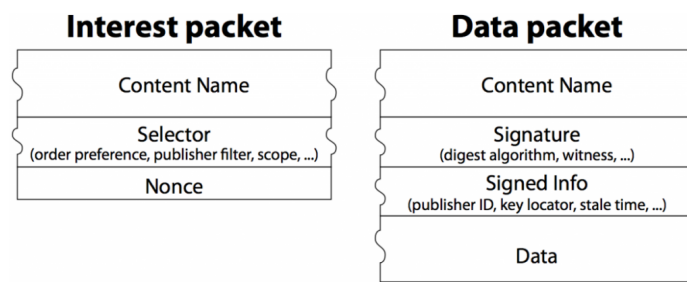 Interest packet
Content Name
Selector
(order preference, publisher filter, scope, ...)
Nonce
Data packet
Content Name
Signature
(digest algorithm, witness, ...)
Signed Info
(publisher ID, key locator, stale time, ...)
Data